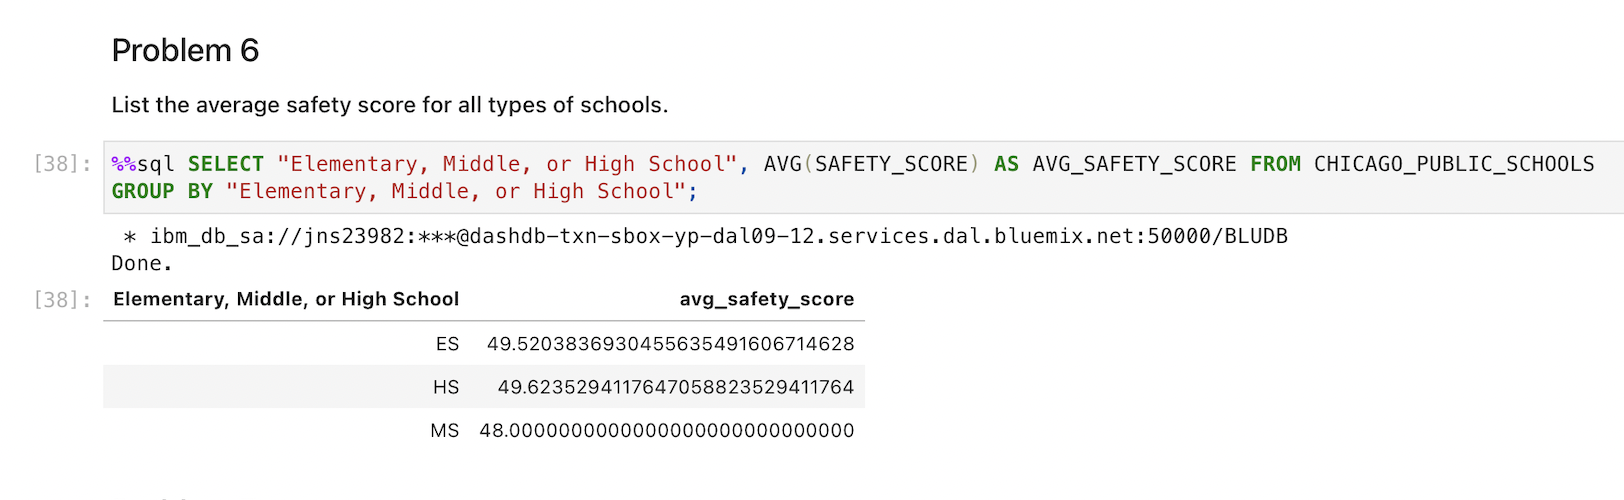 Problem 6
List the average safety score for all types of schools.
[38]: %%sql SELECT "Elementary, Middle, or High School", AVG(SAFETY_SCORE) AS AVG_SAFETY_SCORE FROM CHICAGO_PUBLIC_SCHOOLS
GROUP BY "Elementary, Middle, or High School";
* ibm_db_sa://jns23982:***@dashdb-txn-sbox-yp-dal09-12.services.dal.bluemix.net:50000/BLUDB
Done.
[38]: Elementary, Middle, or High School avg_safety_score
ES 49.520383693045563549160671462​8
HS 49.623529411764705882352941176​4
MS 48.00000000000000000000000000​00